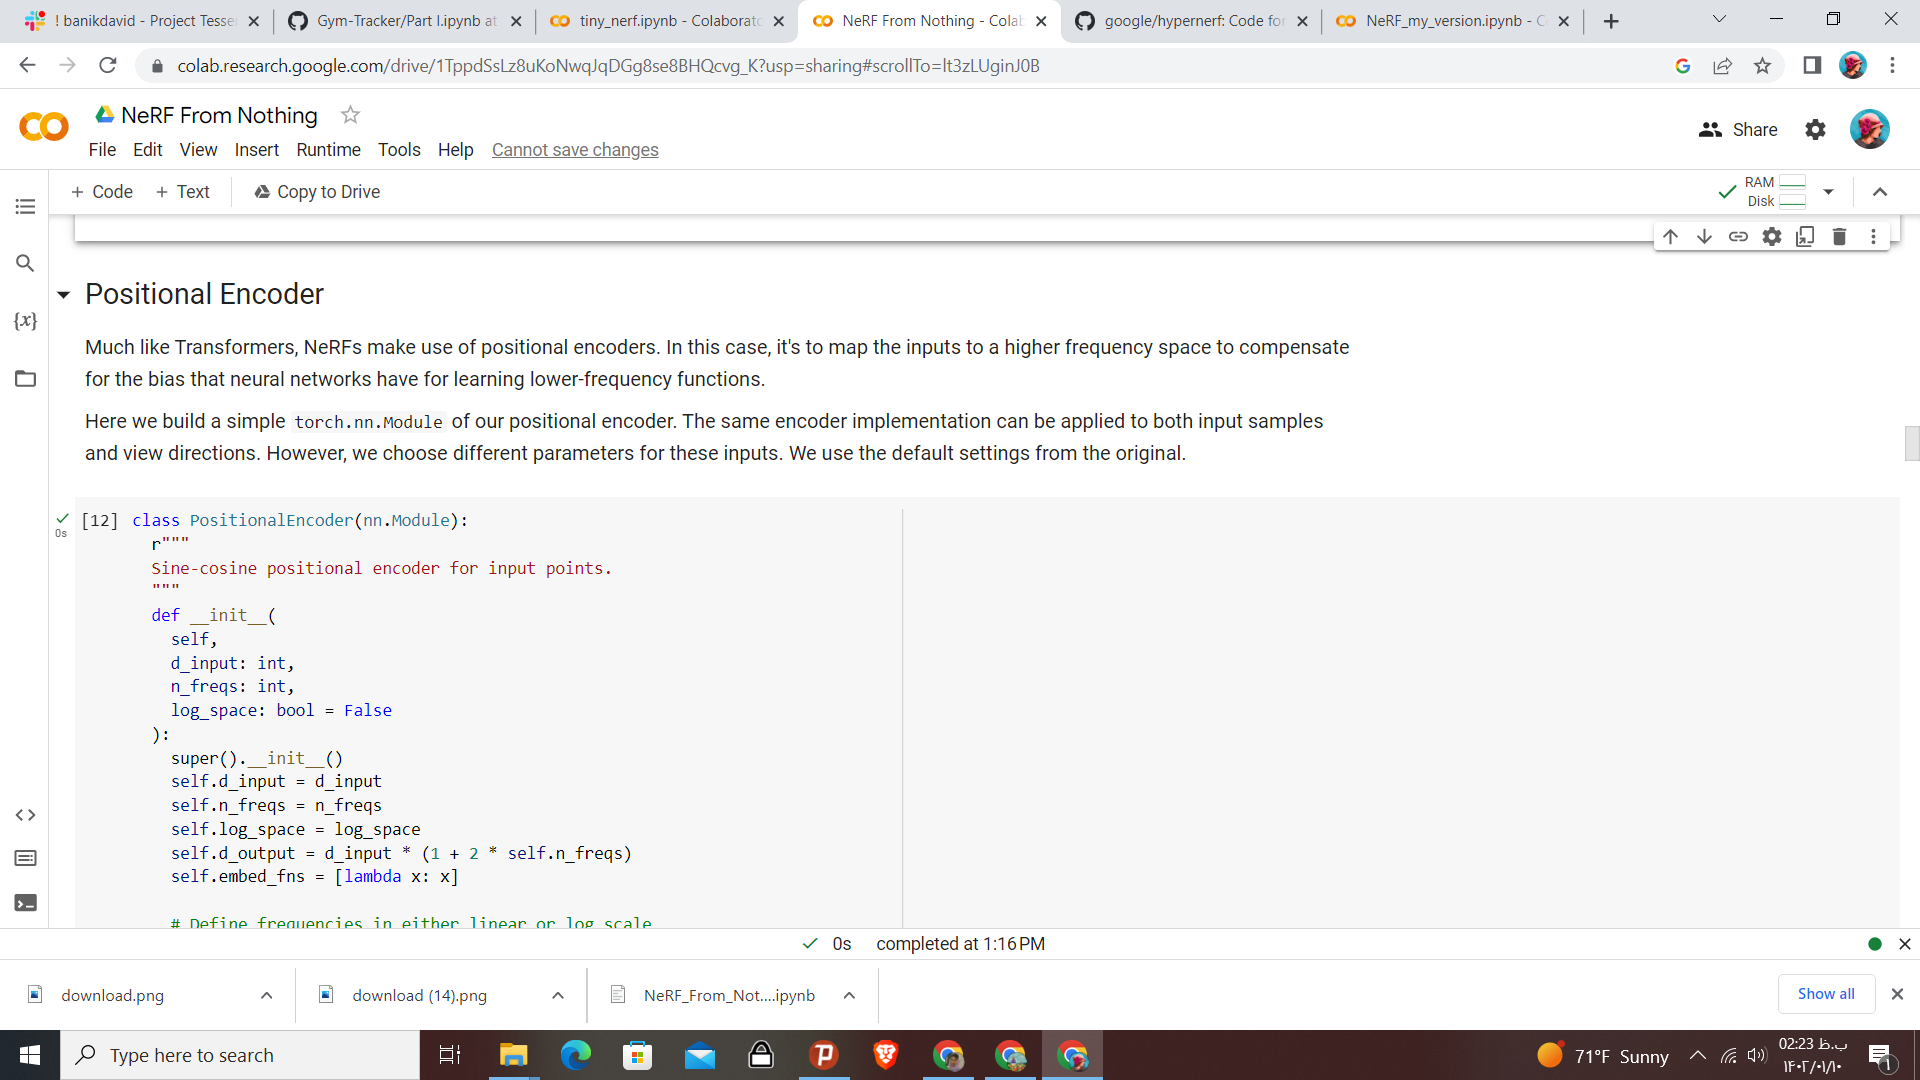 ! banikdavid - Project Tesse
Gym-Tracker/Part I.ipynb at
tiny_nerf.ipynb - Colaborato
NeRF From Nothing - Colab
google/hypernerf: Code for
NeRF_my_version.ipynb - C
colab.research.google.com/drive/1TppdSsLz8uKoNwqJqDGg8se8BHQcvg_K?usp=sharing#scrollTo=lt3zLUginJ0B
NeRF From Nothing
Share
File Edit View Insert Runtime Tools Help Cannot save changes
+ Code + Text Copy to Drive
RAM
Disk
Positional Encoder
{x}
Much like Transformers, NeRFs make use of positional encoders. In this case, it's to map the inputs to a higher frequency space to compensate
for the bias that neural networks have for learning lower-frequency functions.
Here we build a simple torch.nn.Module of our positional encoder. The same encoder implementation can be applied to both input samples
and view directions. However, we choose different parameters for these inputs. We use the default settings from the original.
0s
[12] class PositionalEncoder(nn.Module):
r"""
Sine-cosine positional encoder for input points.
"""
def __init__(
self,
d_input: int,
n_freqs: int,
log_space: bool = False
):
super().__init__()
self.d_input = d_input
self.n_freqs = n_freqs
self.log_space = log_space
self.d_output = d_input * (1 + 2 * self.n_freqs)
self.embed_fns = [lambda x: x]
# Define frequencies in either linear or log scale
0s completed at 1:16 PM
download.png
download (14).png
NeRF_From_Not....ipynb
Show all
Type here to search
71°F Sunny
02:23 ب.ظ
۱۴۰۲/۰۱/۱۰
۱